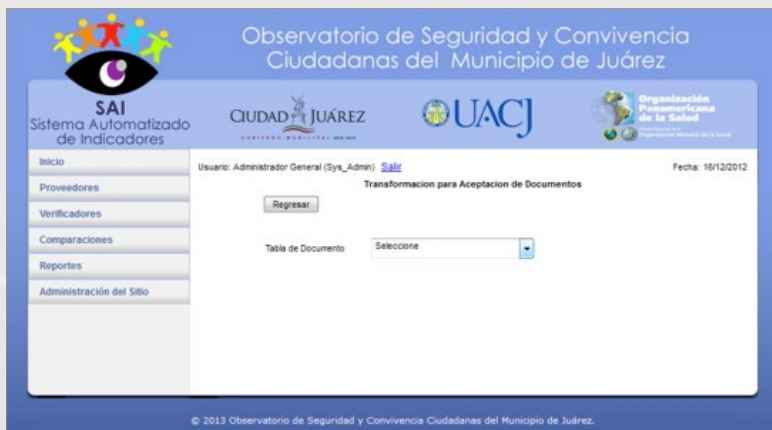 Observatorio de Seguridad y Convivencia
Ciudadanas del Municipio de Juárez
SAI
Sistema Automatizado
de Indicadores
CIUDAD JUÁREZ
UACJ
Organización
Panamericana
de la Salud
Inicio
Proveedores
Verificadores
Comparaciones
Reportes
Administración del Sitio
Usuario: Administrador General (Sys_Admin) Salir
Fecha: 16/12/2012
Transformacion para Aceptacion de Documentos
Regresar
Tabla de Documento
Seleccione
© 2013 Observatorio de Seguridad y Convivencia Ciudadanas del Municipio de Juárez.